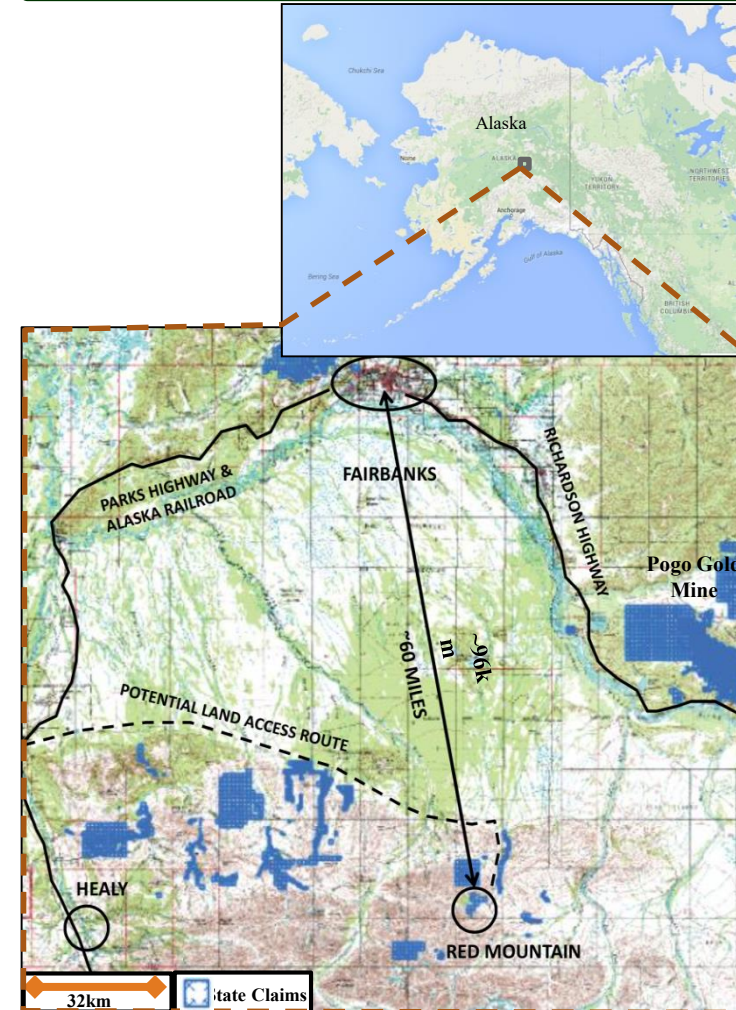 Chukchi Sea
Alaska
ALASKA
Nome
YUKON
TERRITORY
NORTHWEST
TERRITORIES
Anchorage
Gulf of Alaska
Bering Sea
BRITISH
COLUMBIA
AL
FAIRBANKS
PARKS HIGHWAY &
ALASKA RAILROAD
RICHARDSON HIGHWAY
Pogo Gold
Mine
~96k
m
~60 MILES
POTENTIAL LAND ACCESS ROUTE
HEALY
RED MOUNTAIN
32km
State Claims